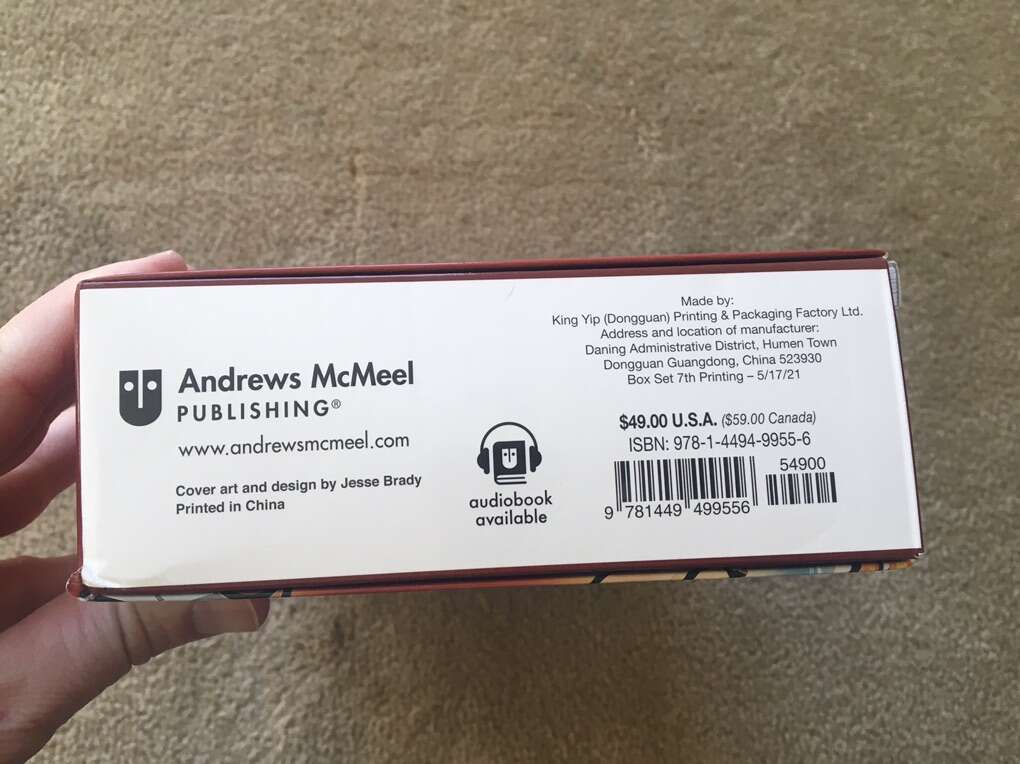 Andrews McMeel
PUBLISHING®
www.andrewsmcmeel.com
Cover art and design by Jesse Brady
Printed in China
audiobook
available
Made by:
King Yip (Dongguan) Printing & Packaging Factory Ltd.
Address and location of manufacturer:
Daning Administrative District, Humen Town
Dongguan Guangdong, China 523930
Box Set 7th Printing – 5/17/21
$49.00 U.S.A. ($59.00 Canada)
ISBN: 978-1-4494-9955-6
54900
9 781449 499556